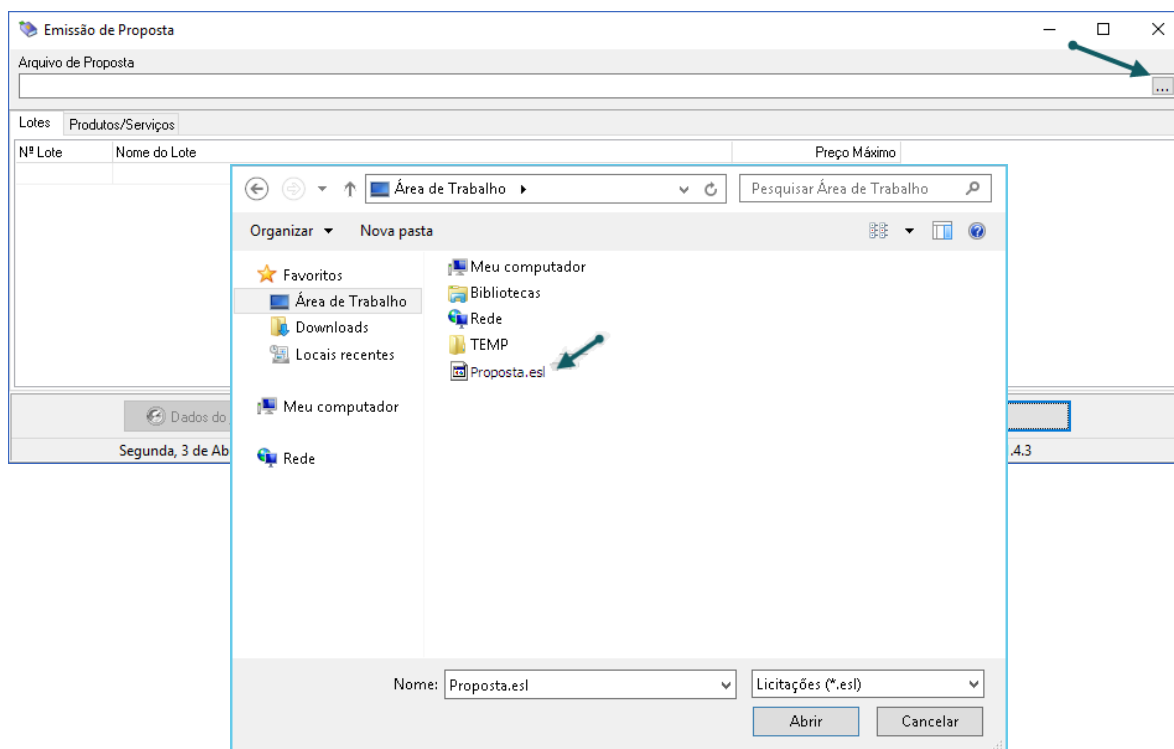 Emissão de Proposta
Arquivo de Proposta
...
Lotes Produtos/Serviços
Nº Lote Nome do Lote Preço Máximo
Área de Trabalho Pesquisar Área de Trabalho
Organizar Nova pasta
Favoritos
Área de Trabalho
Downloads
Locais recentes
Meu computador
Rede
Meu computador
Bibliotecas
Rede
TEMP
Proposta.esl
Dados do
Segunda, 3 de Ab
.4.3
Nome: Proposta.esl Licitações (*.esl)
Abrir Cancelar